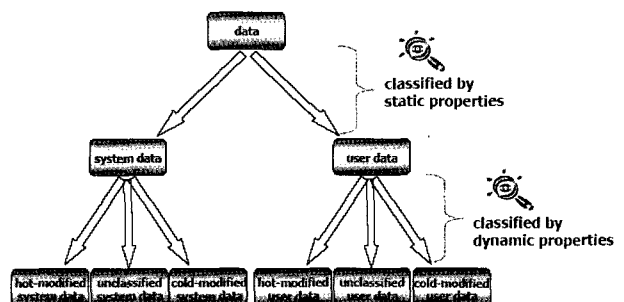 data
classified by
static properties
system data
user data
classified by
dynamic properties
hot-modified
system data
unclassified
system data
cold-modified
system data
hot-modified
user data
unclassified
user data
cold-modified
user data